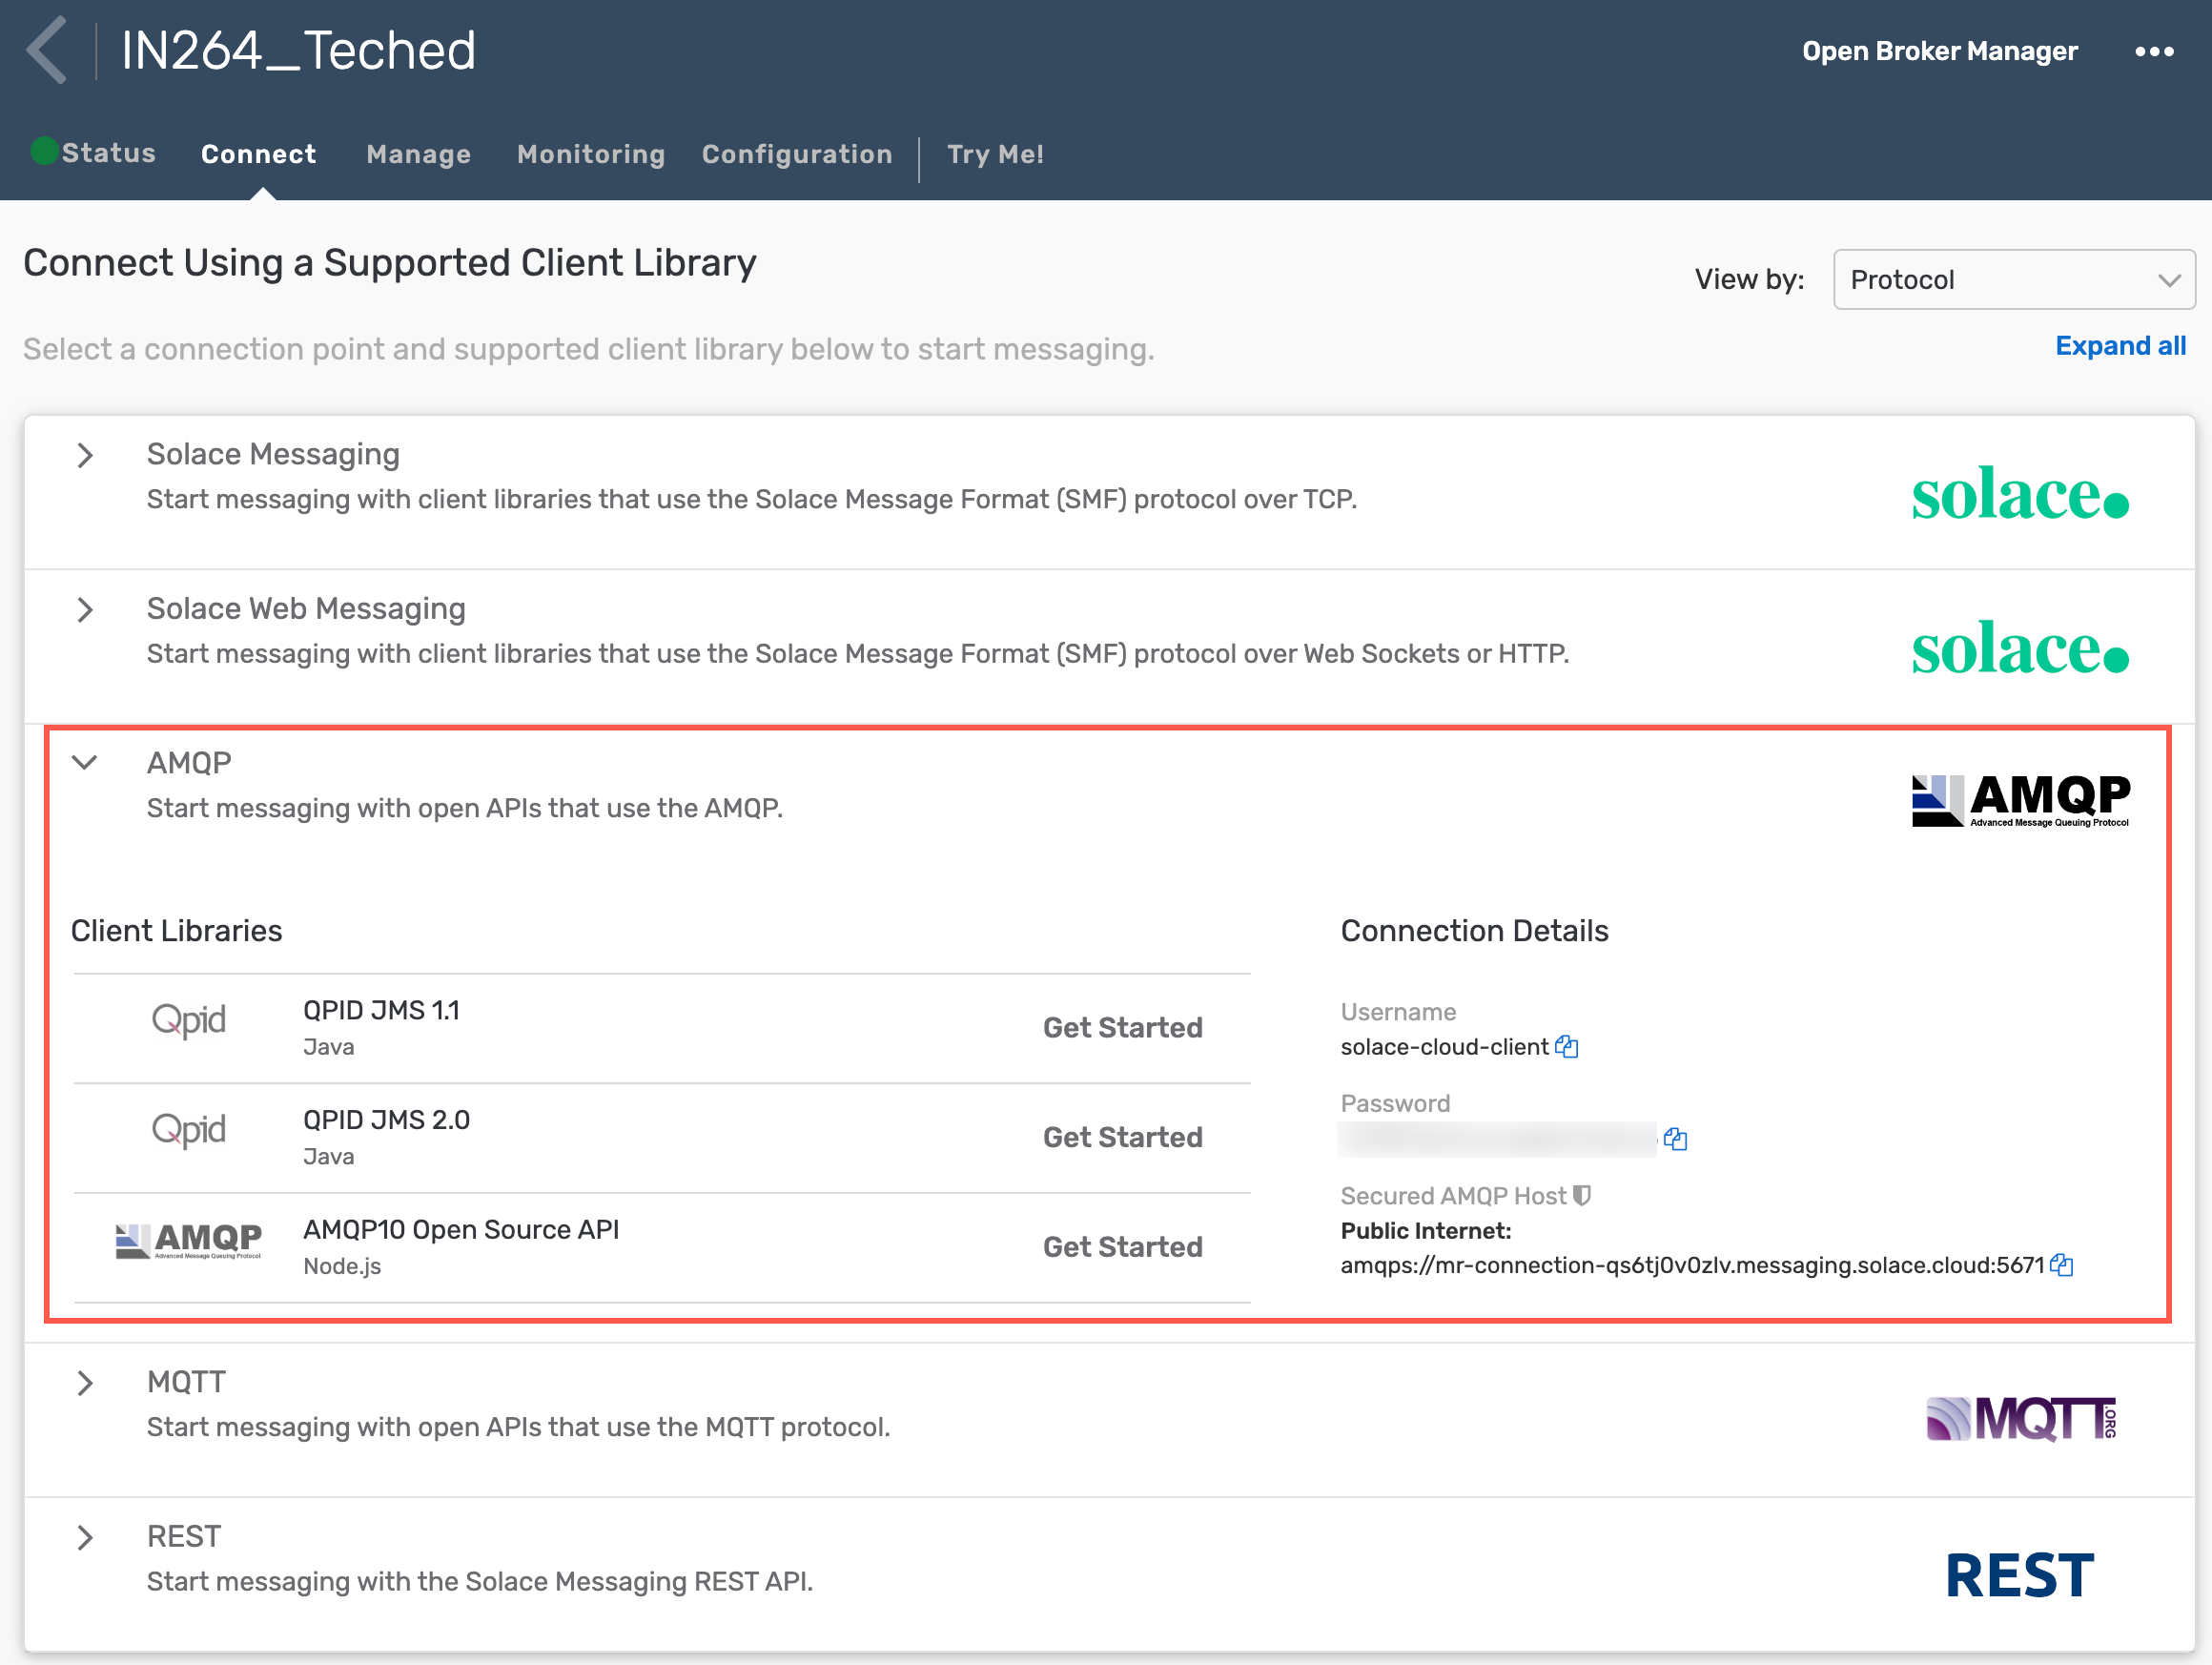 IN264_Teched
Open Broker Manager
Status Connect Manage Monitoring Configuration Try Me!
Connect Using a Supported Client Library
View by: Protocol
Select a connection point and supported client library below to start messaging.
Expand all
Solace Messaging
Start messaging with client libraries that use the Solace Message Format (SMF) protocol over TCP.
solace.
Solace Web Messaging
Start messaging with client libraries that use the Solace Message Format (SMF) protocol over Web Sockets or HTTP.
solace.
AMQP
Start messaging with open APIs that use the AMQP.
AMQP
Advanced Message Queuing Protocol
Client Libraries
Qpid
QPID JMS 1.1
Java
Get Started
Qpid
QPID JMS 2.0
Java
Get Started
AMQP
Advanced Message Queuing Protocol
AMQP10 Open Source API
Node.js
Get Started
Connection Details
Username
solace-cloud-client
Password
Secured AMQP Host
Public Internet:
amqps://mr-connection-qs6tj0v0zlv.messaging.solace.cloud:5671
MQTT
Start messaging with open APIs that use the MQTT protocol.
MQTT.ORG
REST
Start messaging with the Solace Messaging REST API.
REST